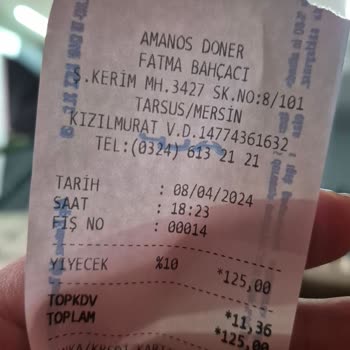 AMANOS DONER
FATMA BAHÇACI
Ş.KERİM MH.3427 SK.NO:8/101
TARSUS/MERSİN
KIZILMURAT V.D.14774361632
TEL:(0324) 613 21 21
TARİH : 08/04/2024
SAAT : 18:23
FİŞ NO : 00014
YİYECEK %10 *125,00
TOPKDV *11,36
TOPLAM *125,00